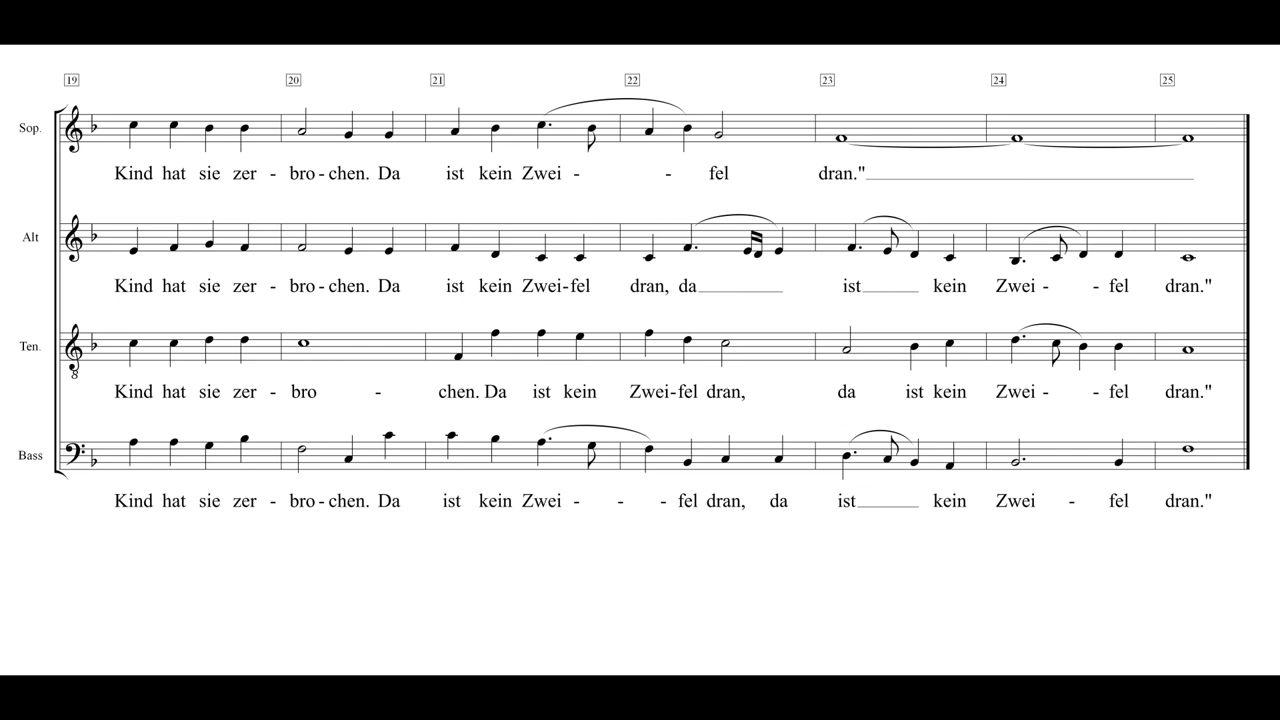 19 20 21 22 23 24 25
Sop.
Kind hat sie zer - bro - chen. Da ist kein Zwei - - fel dran."
Alt
Kind hat sie zer - bro - chen. Da ist kein Zwei - fel dran, da ist kein Zwei - - fel dran."
Ten.
8
Kind hat sie zer - bro - chen. Da ist kein Zwei - fel dran, da ist kein Zwei - - fel dran."
Bass
Kind hat sie zer - bro - chen. Da ist kein Zwei - - - fel dran, da ist kein Zwei - fel dran."